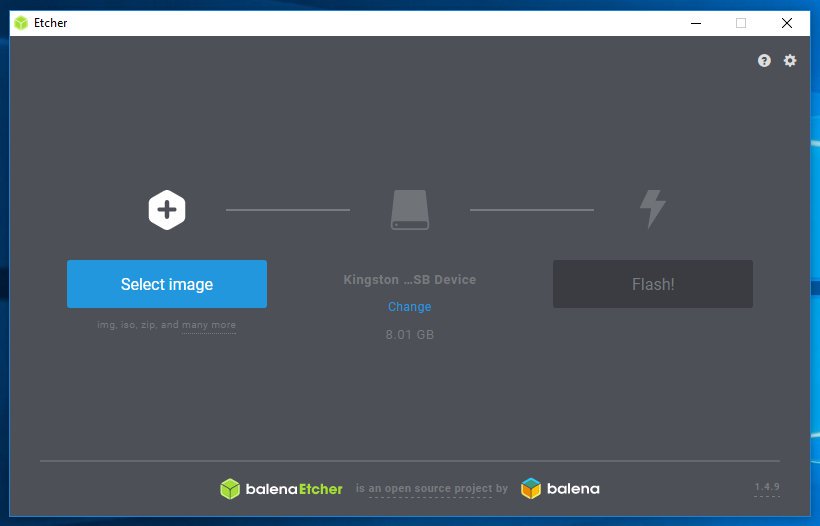 Etcher
Select image
img, iso, zip, and many more
Kingston ...SB Device
Change
8.01 GB
Flash!
balenaEtcher is an open source project by balena
1.4.9